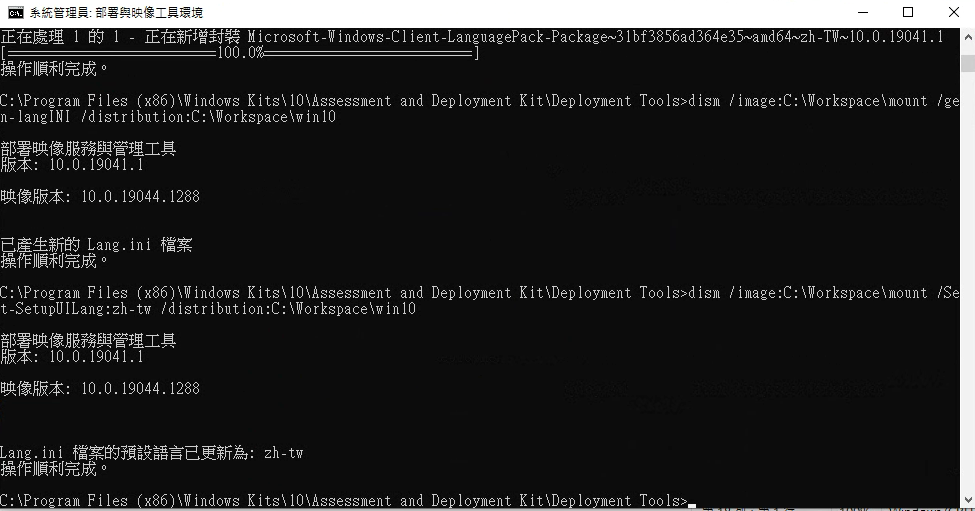 系統管理員: 部署與映像工具環境
正在處理 1 的 1 - 正在新增封裝 Microsoft-Windows-Client-LanguagePack-Package~31bf3856ad364e35~amd64~zh-TW~10.0.19041.1
[==========================100.0%==========================]
操作順利完成。
C:\Program Files (x86)\Windows Kits\10\Assessment and Deployment Kit\Deployment Tools>dism /image:C:\Workspace\mount /ge
n-langINI /distribution:C:\Workspace\win10
部署映像服務與管理工具
版本: 10.0.19041.1
映像版本: 10.0.19044.1288
已產生新的 Lang.ini 檔案
操作順利完成。
C:\Program Files (x86)\Windows Kits\10\Assessment and Deployment Kit\Deployment Tools>dism /image:C:\Workspace\mount /Se
t-SetupUILang:zh-tw /distribution:C:\Workspace\win10
部署映像服務與管理工具
版本: 10.0.19041.1
映像版本: 10.0.19044.1288
Lang.ini 檔案的預設語言已更新為: zh-tw
操作順利完成。
C:\Program Files (x86)\Windows Kits\10\Assessment and Deployment Kit\Deployment Tools>